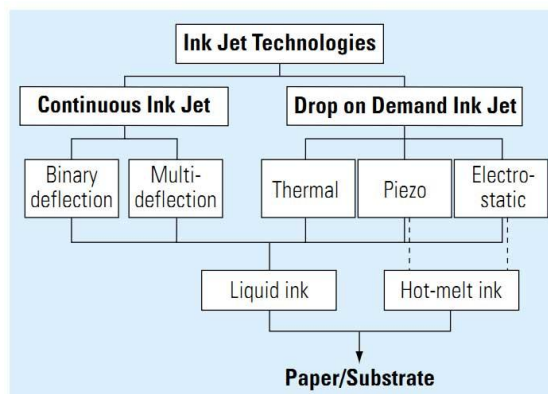 Ink Jet Technologies
Continuous Ink Jet
Drop on Demand Ink Jet
Binary
deflection
Multi-
deflection
Thermal
Piezo
Electro-
static
Liquid ink
Hot-melt ink
Paper/Substrate